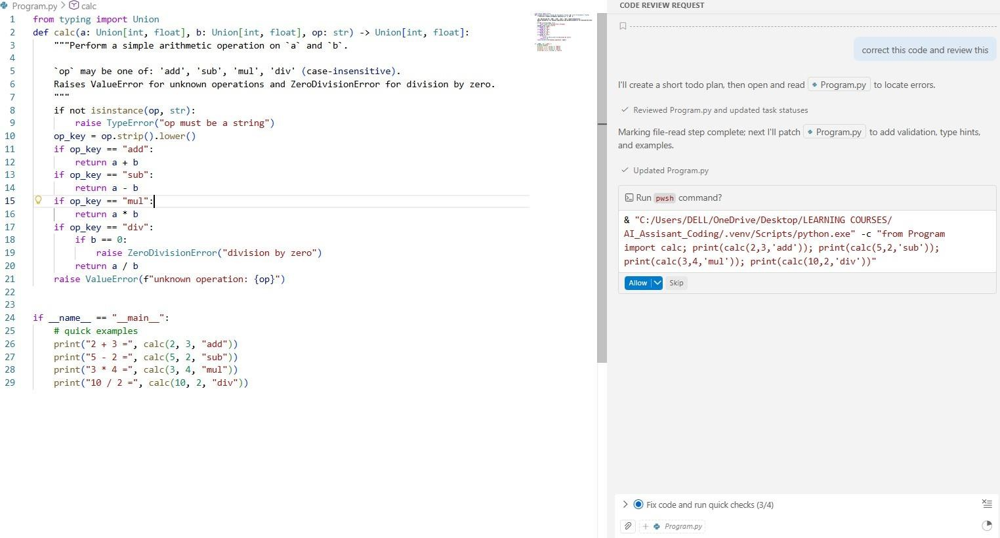 Program.py > calc
1 from typing import Union
2 def calc(a: Union[int, float], b: Union[int, float], op: str) -> Union[int, float]:
3     """Perform a simple arithmetic operation on `a` and `b`.
4
5     `op` may be one of: 'add', 'sub', 'mul', 'div' (case-insensitive).
6     Raises ValueError for unknown operations and ZeroDivisionError for division by zero.
7     """
8     if not isinstance(op, str):
9         raise TypeError("op must be a string")
10     op_key = op.strip().lower()
11     if op_key == "add":
12         return a + b
13     if op_key == "sub":
14         return a - b
15     if op_key == "mul":
16         return a * b
17     if op_key == "div":
18         if b == 0:
19             raise ZeroDivisionError("division by zero")
20         return a / b
21     raise ValueError(f"unknown operation: {op}")
22
23
24 if __name__ == "__main__":
25     # quick examples
26     print("2 + 3 =", calc(2, 3, "add"))
27     print("5 - 2 =", calc(5, 2, "sub"))
28     print("3 * 4 =", calc(3, 4, "mul"))
29     print("10 / 2 =", calc(10, 2, "div"))
CODE REVIEW REQUEST
correct this code and review this
I'll create a short todo plan, then open and read Program.py to locate errors.
Reviewed Program.py and updated task statuses
Marking file-read step complete; next I'll patch Program.py to add validation, type hints,
and examples.
Updated Program.py
Run pwsh command?
& "C:/Users/DELL/OneDrive/Desktop/LEARNING COURSES/
AI_Assisant_Coding/.venv/Scripts/python.exe" -c "from Program
import calc; print(calc(2,3,'add')); print(calc(5,2,'sub'));
print(calc(3,4,'mul')); print(calc(10,2,'div'))"
Allow Skip
Fix code and run quick checks (3/4)
+ Program.py